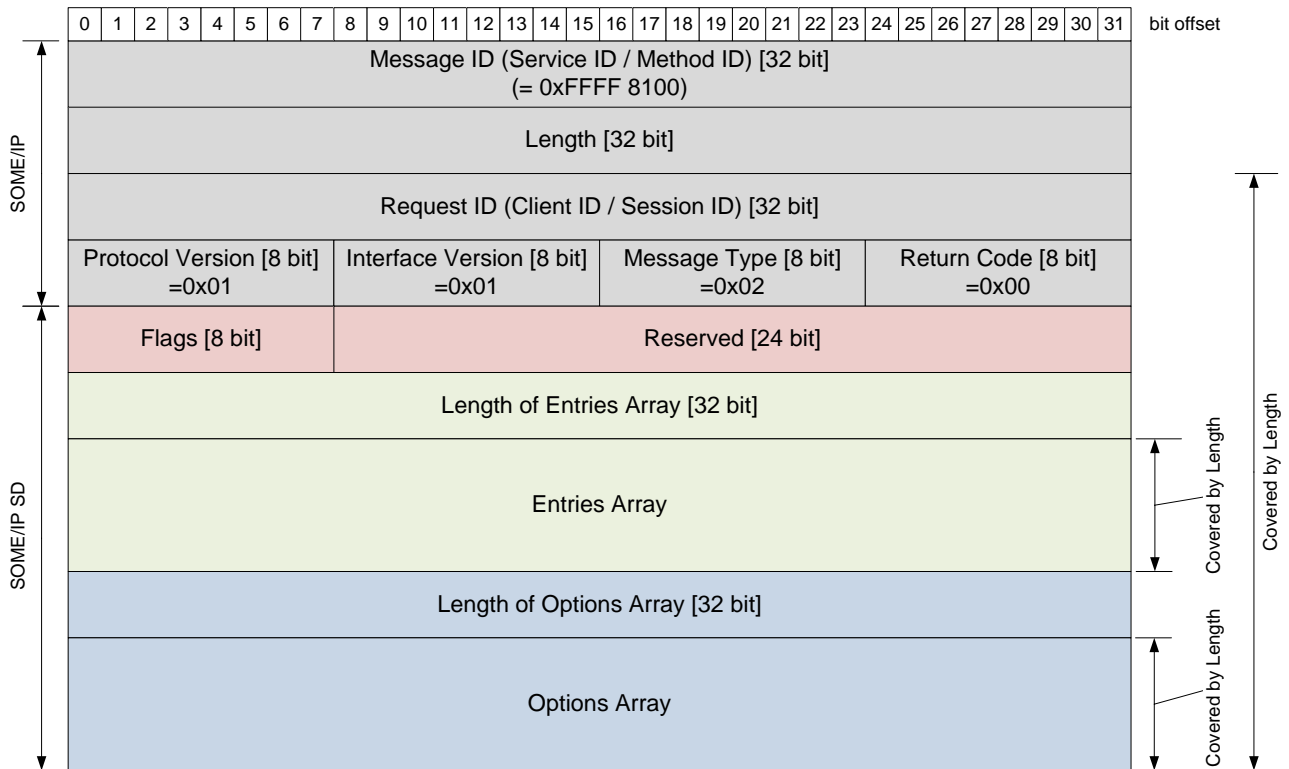 0 1 2 3 4 5 6 7 8 9 10 11 12 13 14 15 16 17 18 19 20 21 22 23 24 25 26 27 28 29 30 31 bit offset
Message ID (Service ID / Method ID) [32 bit]
(= 0xFFFF 8100)
Length [32 bit]
SOME/IP
Request ID (Client ID / Session ID) [32 bit]
Protocol Version [8 bit]
=0x01
Interface Version [8 bit]
=0x01
Message Type [8 bit]
=0x02
Return Code [8 bit]
=0x00
Flags [8 bit]
Reserved [24 bit]
Length of Entries Array [32 bit]
Covered by Length
Entries Array
Covered by Length
SOME/IP SD
Length of Options Array [32 bit]
Options Array
Covered by Length